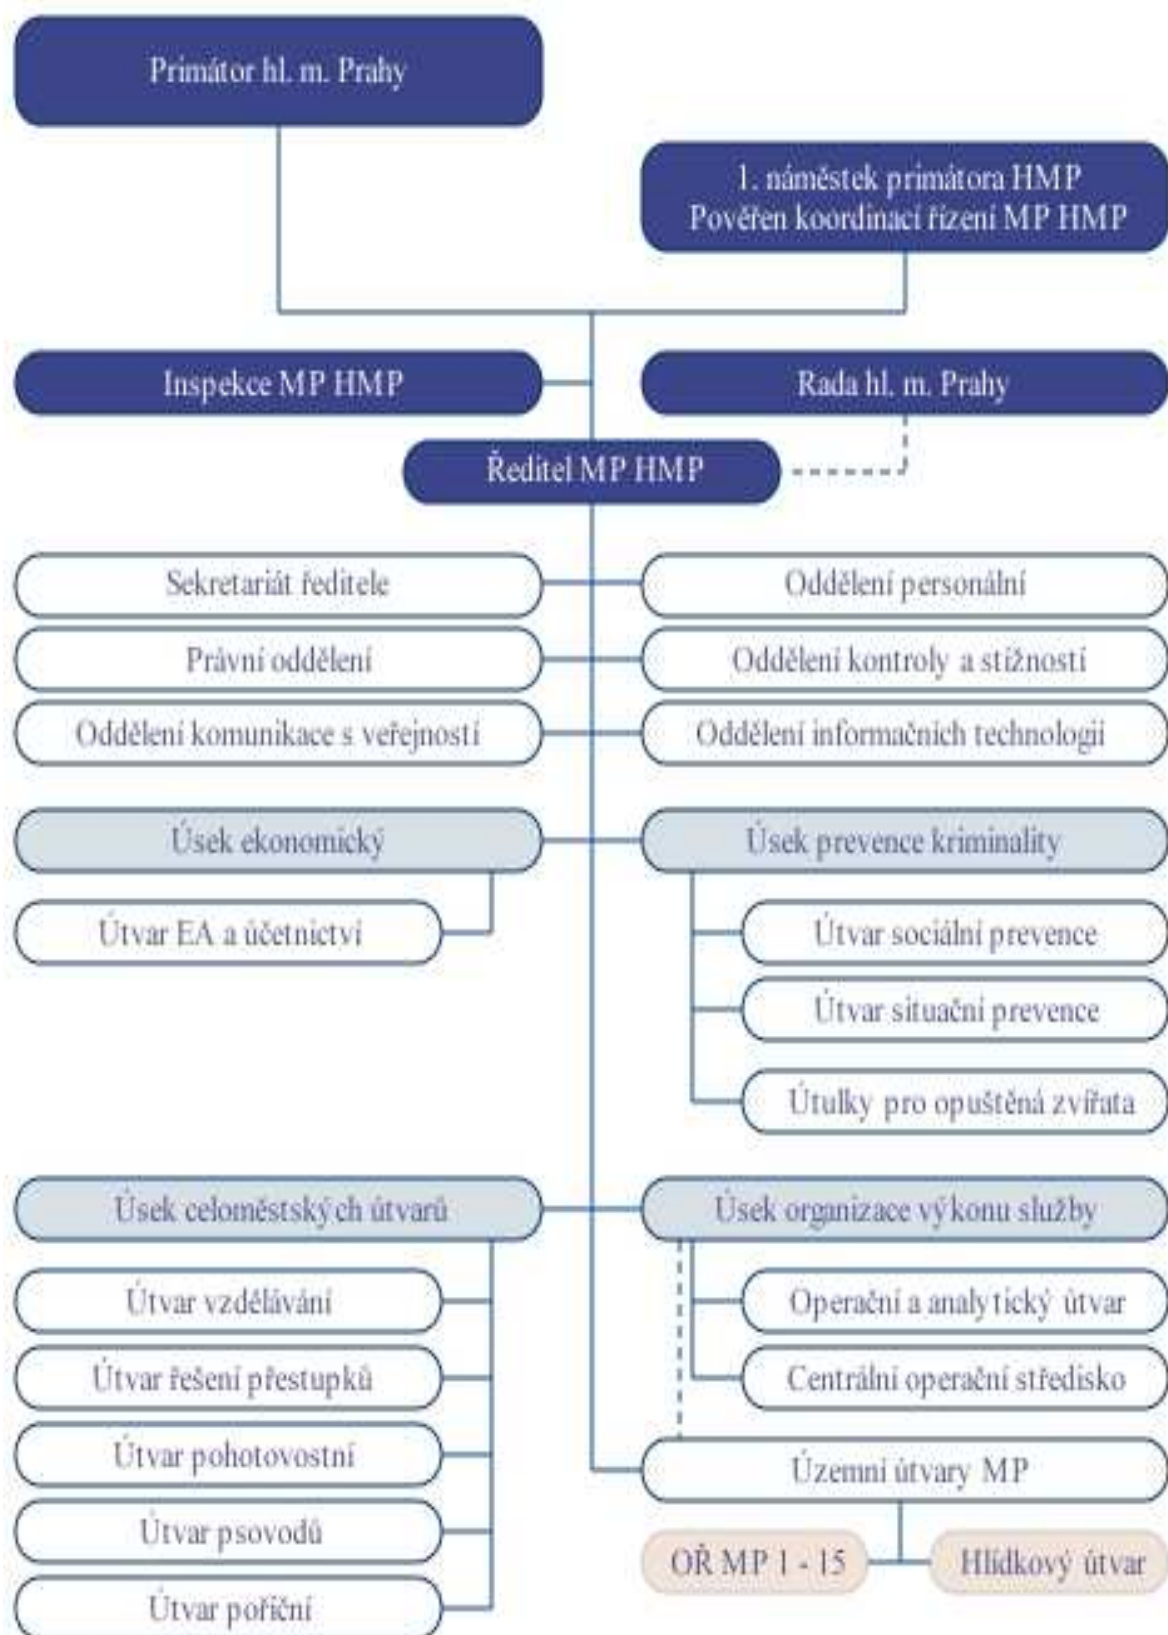 Primátor hl. m. Prahy
1. náměstek primátora HMP
Pověřen koordinací řízení MP HMP
Inspekce MP HMP
Rada hl. m. Prahy
Ředitel MP HMP
Sekretariát ředitele
Oddělení personální
Právní oddělení
Oddělení kontroly a stížností
Oddělení komunikace s veřejností
Oddělení informačních technologií
Úsek ekonomický
Úsek prevence kriminality
Útvar EA a účetnictví
Útvar sociální prevence
Útvar situační prevence
Útulky pro opuštěná zvířata
Úsek celoměstských útvarů
Úsek organizace výkonu služby
Útvar vzdělávání
Operační a analytický útvar
Útvar řešení přestupků
Centrální operační středisko
Útvar pohotovostní
Územní útvary MP
Útvar psovodů
OŘ MP 1 - 15
Hlídkový útvar
Útvar poříční